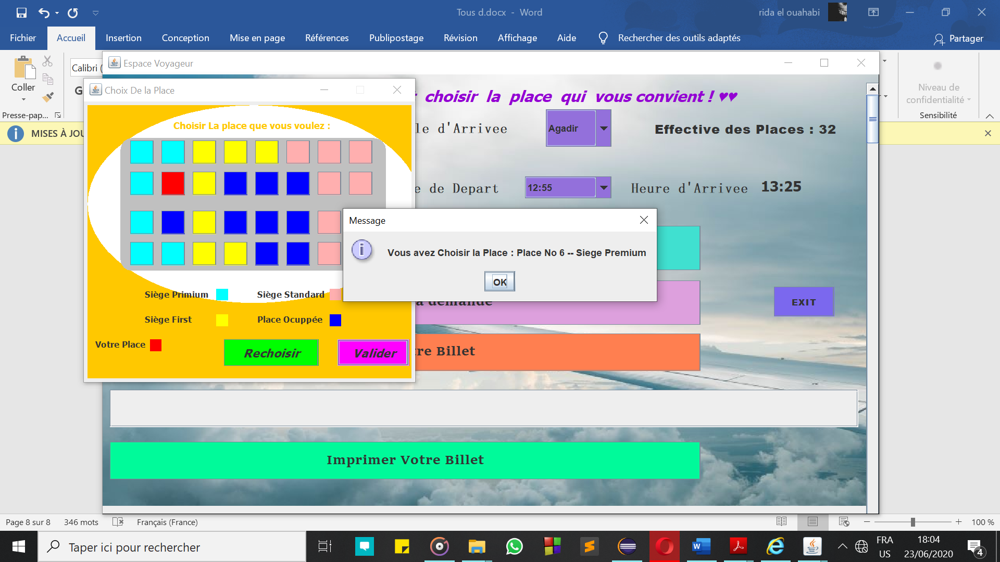 Tous d.docx - Word
rida el ouahabi
Fichier
Accueil
Insertion
Conception
Mise en page
Références
Publipostage
Révision
Affichage
Aide
Rechercher des outils adaptés
Partager
Coller
Presse-pap...
Calibri (
G
Niveau de
confidentialité
Sensibilité
MISES À JOU
Espace Voyageur
choisir la place qui vous convient ! ♥♥
le d'Arrivee
Agadir
Effective des Places : 32
e de Depart
12:55
Heure d'Arrivee
13:25
a demande
EXIT
tre Billet
Imprimer Votre Billet
Choix De la Place
Choisir La place que vous voulez :
Siège Primium
Siège Standard
Siège First
Place Ocuppée
Votre Place
Rechoisir
Valider
Message
Vous avez Choisir la Place : Place No 6 -- Siege Premium
OK
Page 8 sur 8
346 mots
Français (France)
100 %
Taper ici pour rechercher
FRA
US
18:04
23/06/2020
4